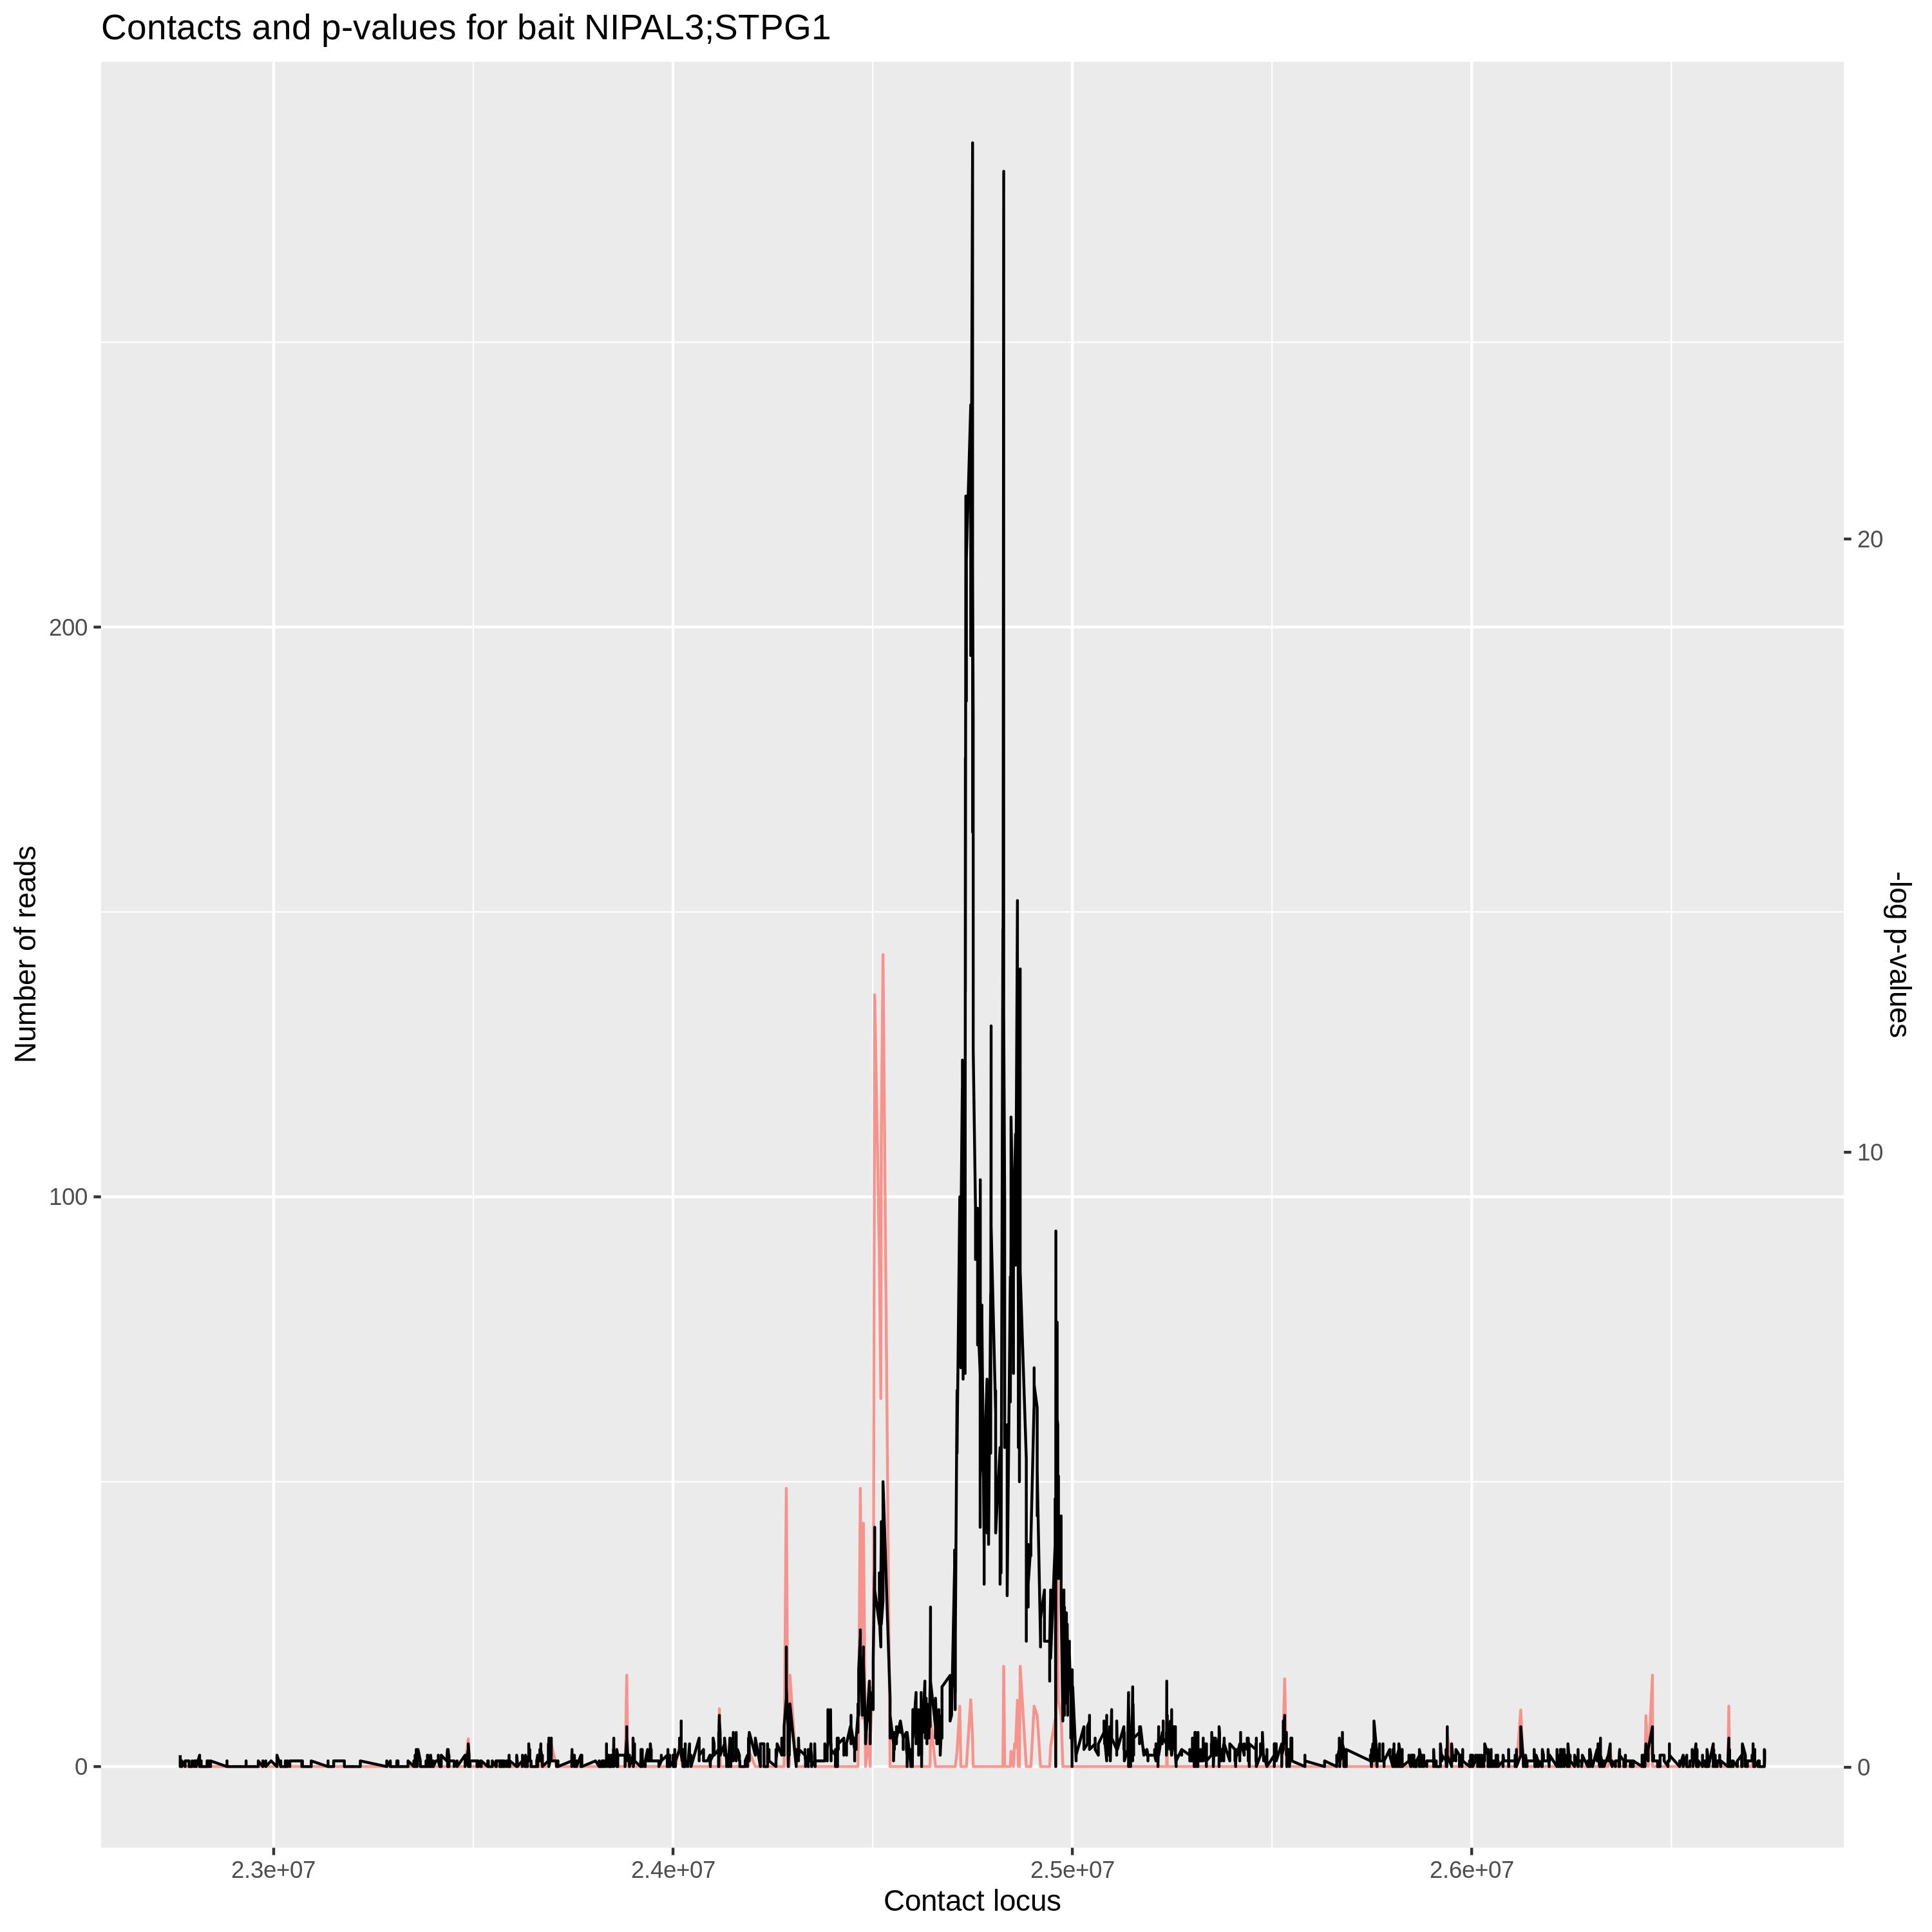 Contacts and p-values for bait NIPAL3;STPG1
200
100
0
Number of reads
20
10
0
-log p-values
2.3e+07
2.4e+07
2.5e+07
2.6e+07
Contact locus